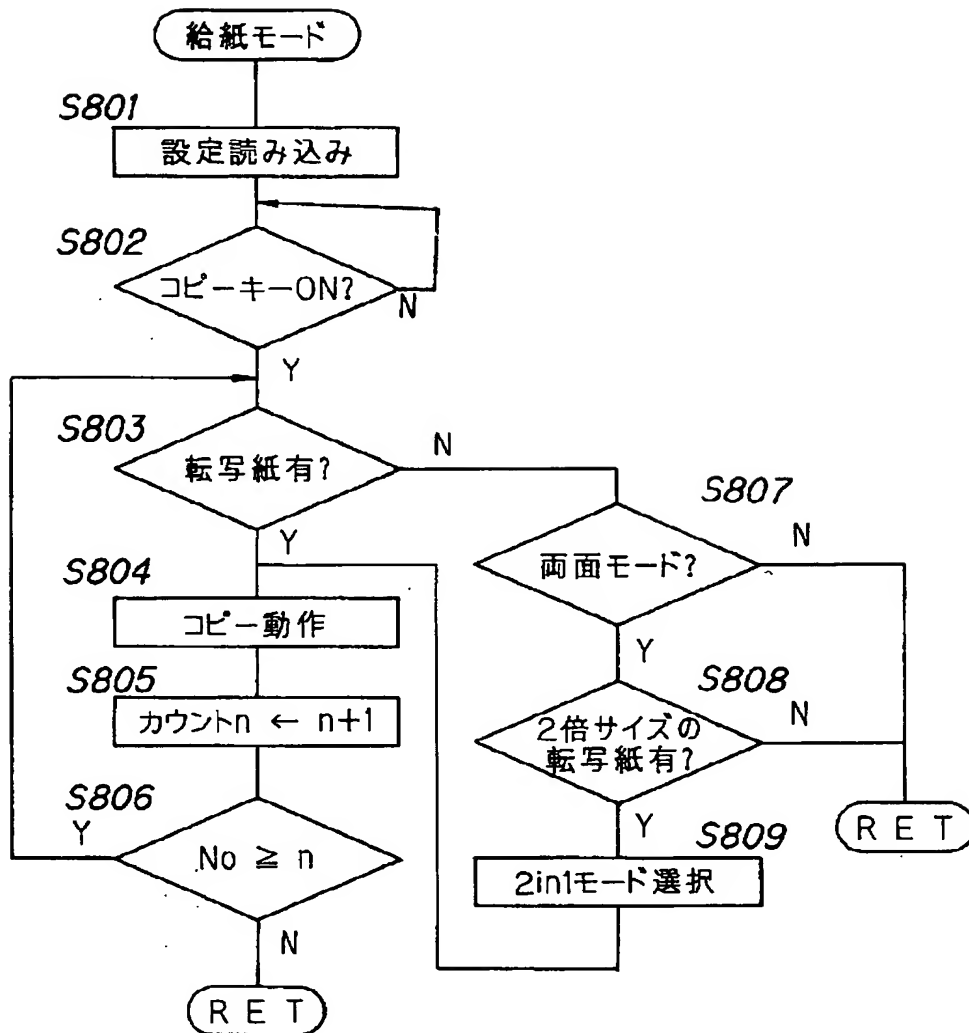 給紙モード
S801
設定読み込み
S802
コピーキーON?
N
Y
S803
転写紙有?
N
Y
S804
コピー動作
S805
カウントn ← n+1
S806
Y
No ≧ n
N
RET
S807
両面モード?
N
Y
S808
2倍サイズの
転写紙有?
N
Y
S809
2in1モード選択
RET